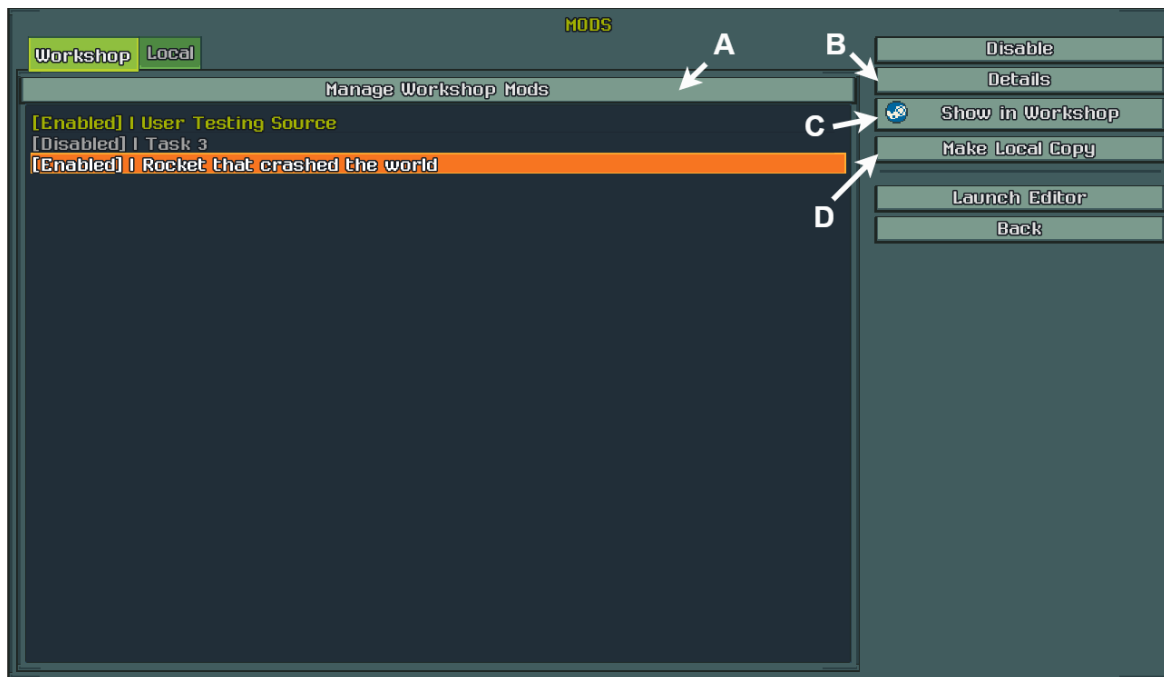 MODS
Workshop Local
Manage Workshop Mods
[Enabled] | User Testing Source
[Disabled] | Task 3
[Enabled] | Rocket that crashed the world
A
B
C
D
Disable
Details
Show in Workshop
Make Local Copy
Launch Editor
Back